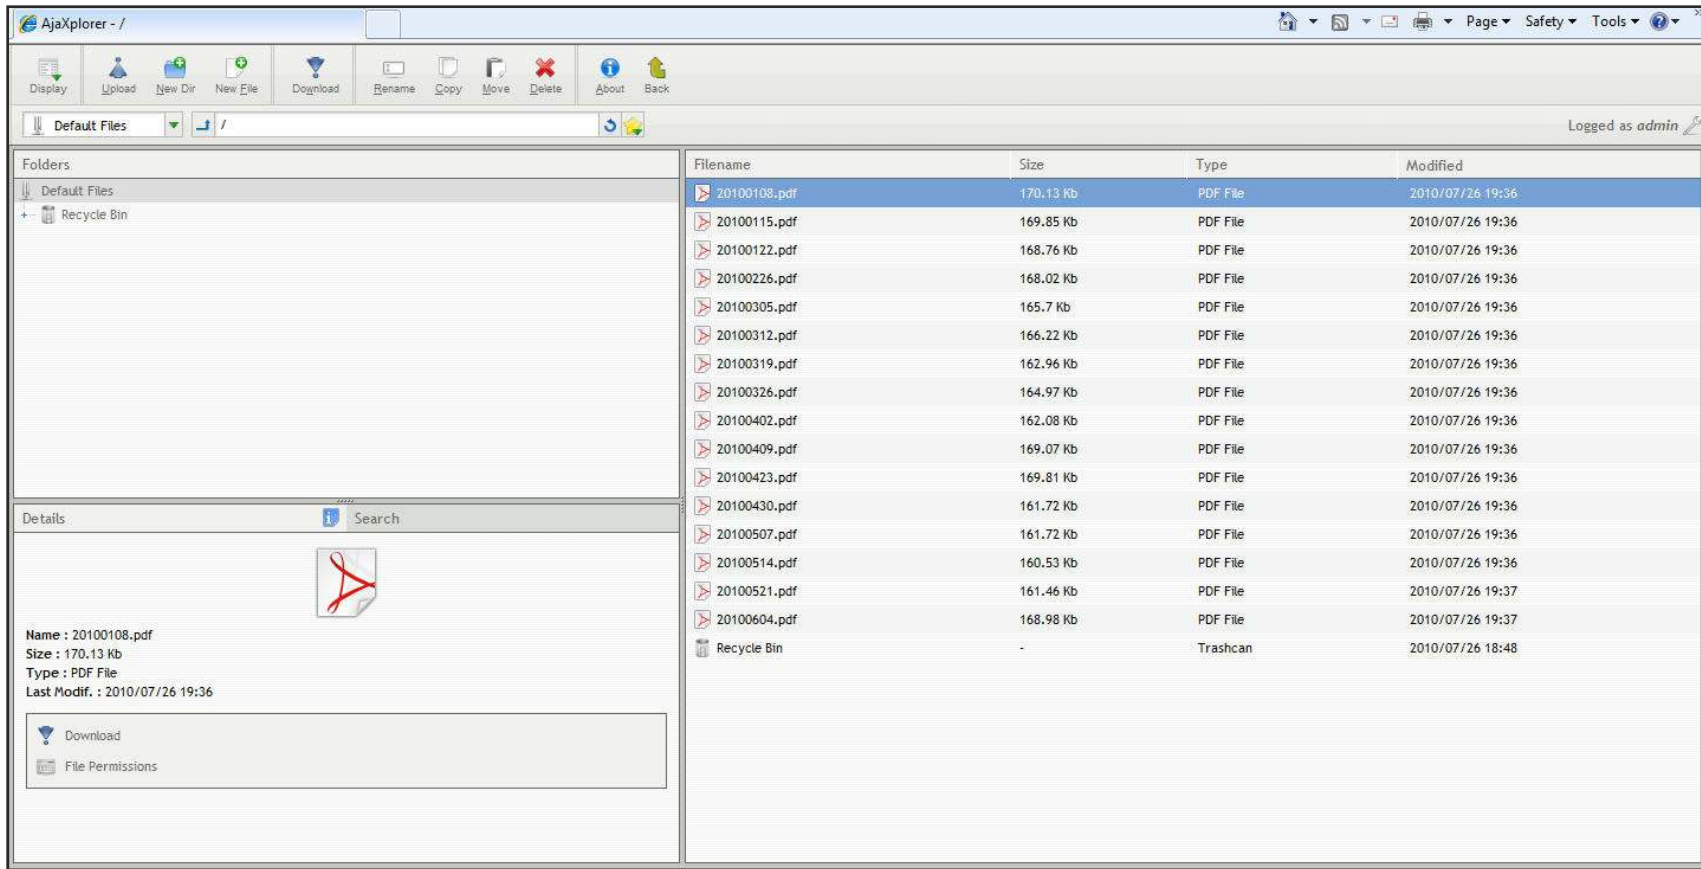 AjaXplorer - /
Page Safety Tools
Display Upload New Dir New File Download Rename Copy Move Delete About Back
Default Files / Logged as admin
Folders
Default Files
Recycle Bin
Details Search
Name : 20100108.pdf
Size : 170.13 Kb
Type : PDF File
Last Modif. : 2010/07/26 19:36
Download
File Permissions
Filename Size Type Modified
20100108.pdf 170.13 Kb PDF File 2010/07/26 19:36
20100115.pdf 169.85 Kb PDF File 2010/07/26 19:36
20100122.pdf 168.76 Kb PDF File 2010/07/26 19:36
20100226.pdf 168.02 Kb PDF File 2010/07/26 19:36
20100305.pdf 165.7 Kb PDF File 2010/07/26 19:36
20100312.pdf 166.22 Kb PDF File 2010/07/26 19:36
20100319.pdf 162.96 Kb PDF File 2010/07/26 19:36
20100326.pdf 164.97 Kb PDF File 2010/07/26 19:36
20100402.pdf 162.08 Kb PDF File 2010/07/26 19:36
20100409.pdf 169.07 Kb PDF File 2010/07/26 19:36
20100423.pdf 169.81 Kb PDF File 2010/07/26 19:36
20100430.pdf 161.72 Kb PDF File 2010/07/26 19:36
20100507.pdf 161.72 Kb PDF File 2010/07/26 19:36
20100514.pdf 160.53 Kb PDF File 2010/07/26 19:36
20100521.pdf 161.46 Kb PDF File 2010/07/26 19:37
20100604.pdf 168.98 Kb PDF File 2010/07/26 19:37
Recycle Bin - Trashcan 2010/07/26 18:48